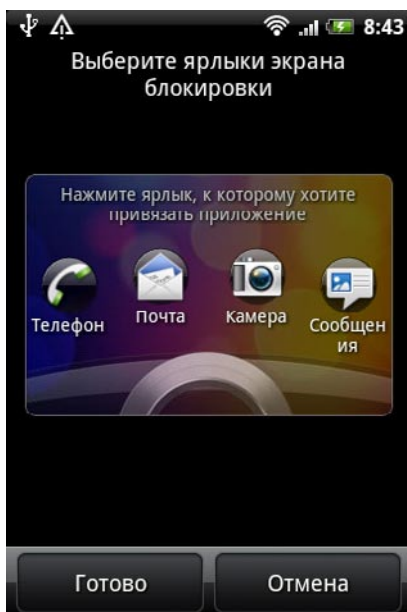 8:43
Выберите ярлыки экрана
блокировки
Нажмите ярлык, к которому хотите
привязать приложение
Телефон
Почта
Камера
Сообщен
ия
Готово
Отмена